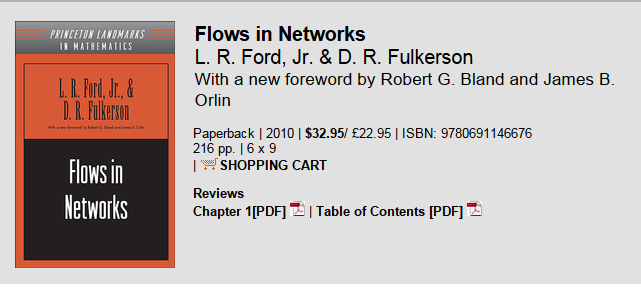 PRINCETON LANDMARKS
IN MATHEMATICS
L. R. Ford, Jr., &
D. R. Fulkerson
With a new foreword by Robert G. Bland and James B. Orlin
Flows in
Networks
Flows in Networks
L. R. Ford, Jr. & D. R. Fulkerson
With a new foreword by Robert G. Bland and James B.
Orlin
Paperback | 2010 | $32.95/ £22.95 | ISBN: 9780691146676
216 pp. | 6 x 9
| SHOPPING CART
Reviews
Chapter 1[PDF] | Table of Contents [PDF]